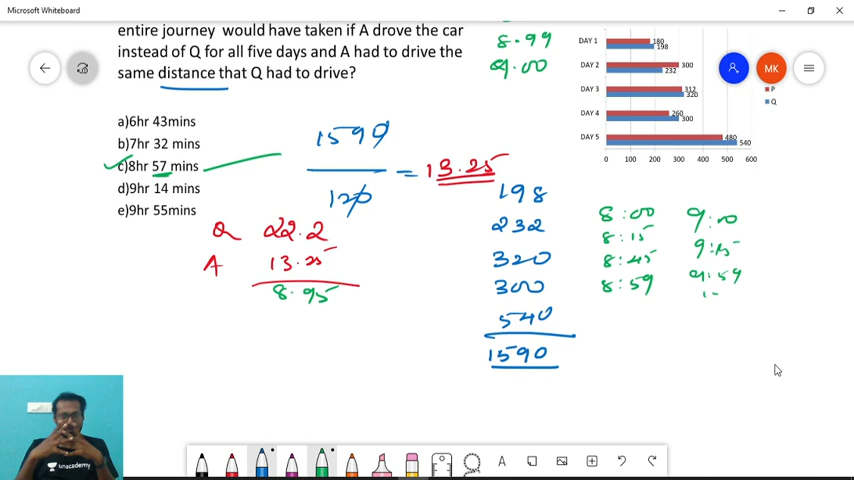 Microsoft Whiteboard
entire journey would have taken if A drove the car
instead of Q for all five days and A had to drive the
same distance that Q had to drive?
8.99
9.00
a)6hr 43mins
b)7hr 32 mins
c)8hr 57 mins
d)9hr 14 mins
e)9hr 55mins
1590
120
= 13.25
Q 22.2
A 13.25
8.95
198
232
320
300
540
1590
DAY 1 180
198
DAY 2 300
232
DAY 3 312
320
DAY 4 260
300
DAY 5 480
540
0 100 200 300 400 500 600
P
Q
MK
8:00 9:00
8:15 9:15
8:45 9:59
8:59
unacademy